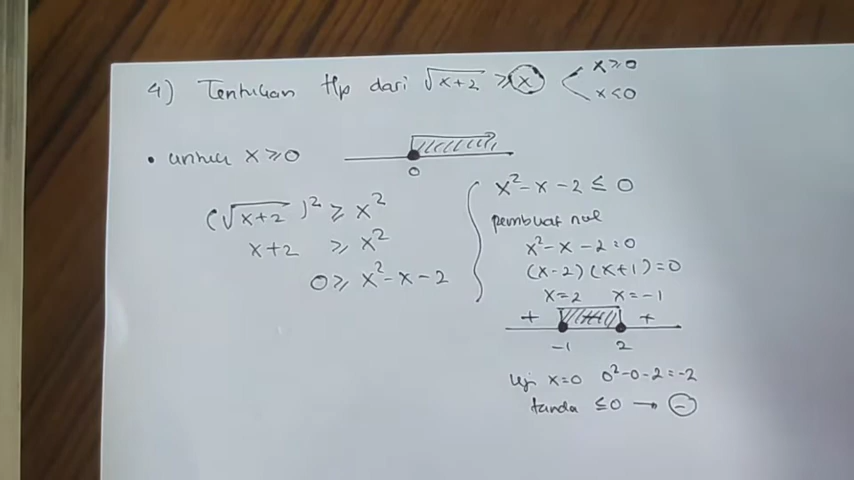 4) Tentukan Hp dari √x+2 ≥ x
x ≥ 0
x < 0
• untuk x ≥ 0
0
(√x+2)² ≥ x²
x+2 ≥ x²
0 ≥ x² - x - 2
x² - x - 2 ≤ 0
pembuat nol
x² - x - 2 = 0
(x-2)(x+1) = 0
x = 2 x = -1
+ - +
-1 2
uji x=0 0² - 0 - 2 = -2
tanda ≤ 0 → -